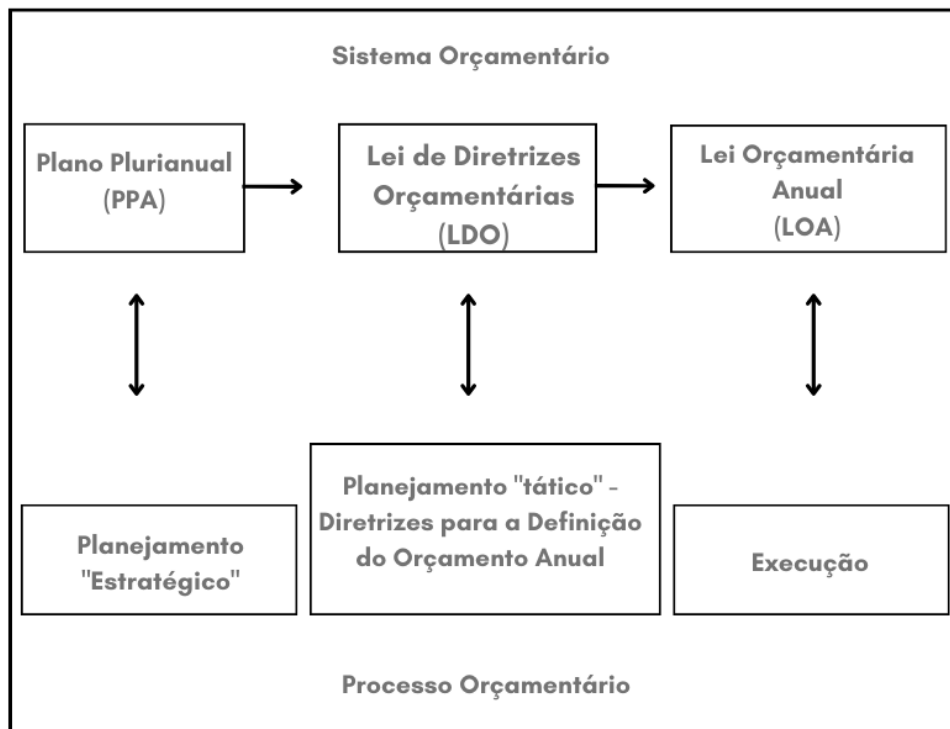 Sistema Orçamentário
Plano Plurianual
(PPA)
Lei de Diretrizes
Orçamentárias
(LDO)
Lei Orçamentária
Anual
(LOA)
Planejamento
"Estratégico"
Planejamento "tático" -
Diretrizes para a Definição
do Orçamento Anual
Execução
Processo Orçamentário